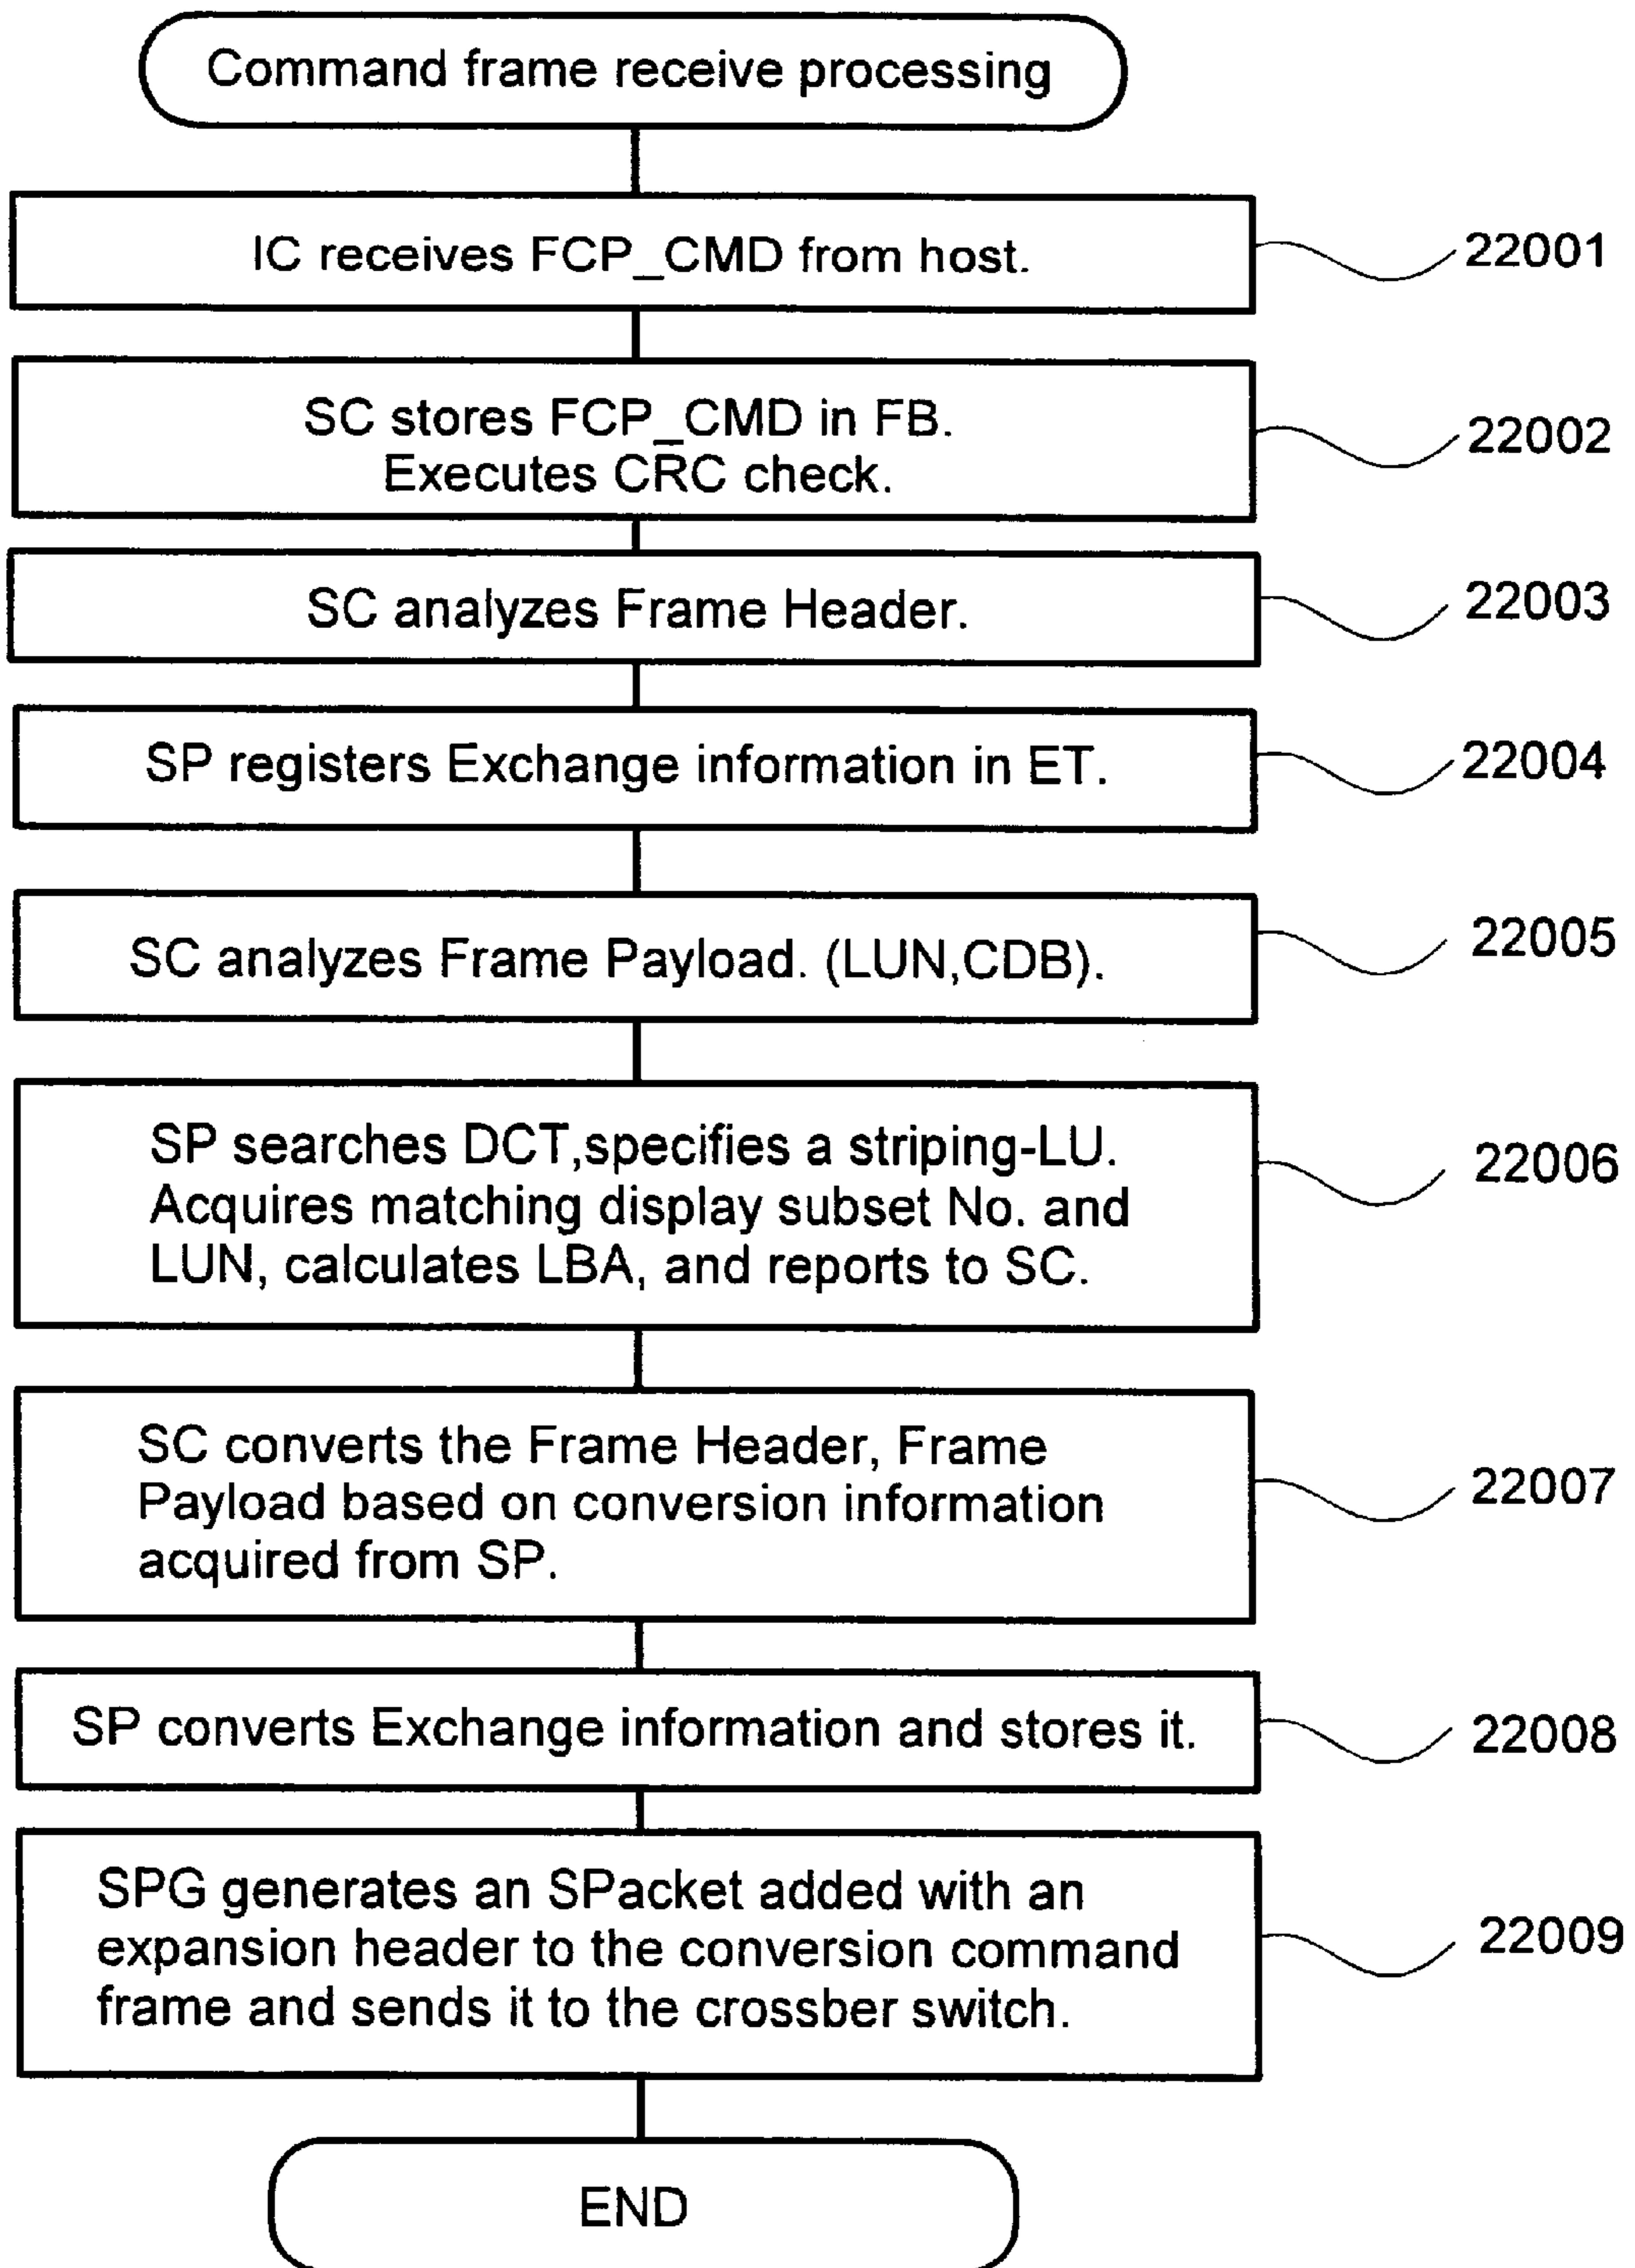 Command frame receive processing
IC receives FCP_CMD from host.
22001
SC stores FCP_CMD in FB.
Executes CRC check.
22002
SC analyzes Frame Header.
22003
SP registers Exchange information in ET.
22004
SC analyzes Frame Payload. (LUN,CDB).
22005
SP searches DCT,specifies a striping-LU.
Acquires matching display subset No. and
LUN, calculates LBA, and reports to SC.
22006
SC converts the Frame Header, Frame
Payload based on conversion information
acquired from SP.
22007
SP converts Exchange information and stores it.
22008
SPG generates an SPacket added with an
expansion header to the conversion command
frame and sends it to the crossber switch.
22009
END